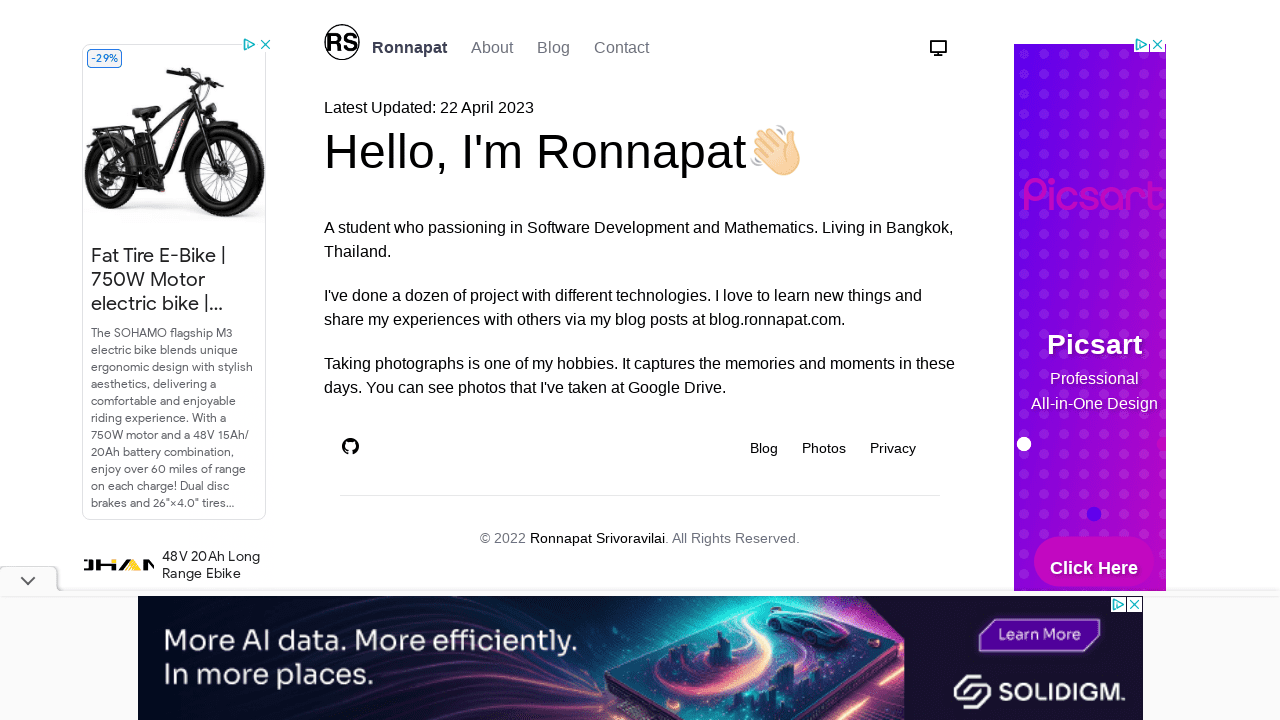 RS
Ronnapat About Blog Contact
Latest Updated: 22 April 2023
Hello, I'm Ronnapat👋🏻
A student who passioning in Software Development and Mathematics. Living in Bangkok,
Thailand.
I've done a dozen of project with different technologies. I love to learn new things and
share my experiences with others via my blog posts at blog.ronnapat.com.
Taking photographs is one of my hobbies. It captures the memories and moments in these
days. You can see photos that I've taken at Google Drive.
Blog Photos Privacy
© 2022 Ronnapat Srivoravilai. All Rights Reserved.
-29%
Fat Tire E-Bike |
750W Motor
electric bike |...
The SOHAMO flagship M3
electric bike blends unique
ergonomic design with stylish
aesthetics, delivering a
comfortable and enjoyable
riding experience. With a
750W motor and a 48V 15Ah/
20Ah battery combination,
enjoy over 60 miles of range
on each charge! Dual disc
brakes and 26"×4.0" tires...
48V 20Ah Long
Range Ebike
Picsart
Picsart
Professional
All-in-One Design
Click Here
More AI data. More efficiently.
In more places.
Learn More
SOLIDIGM.